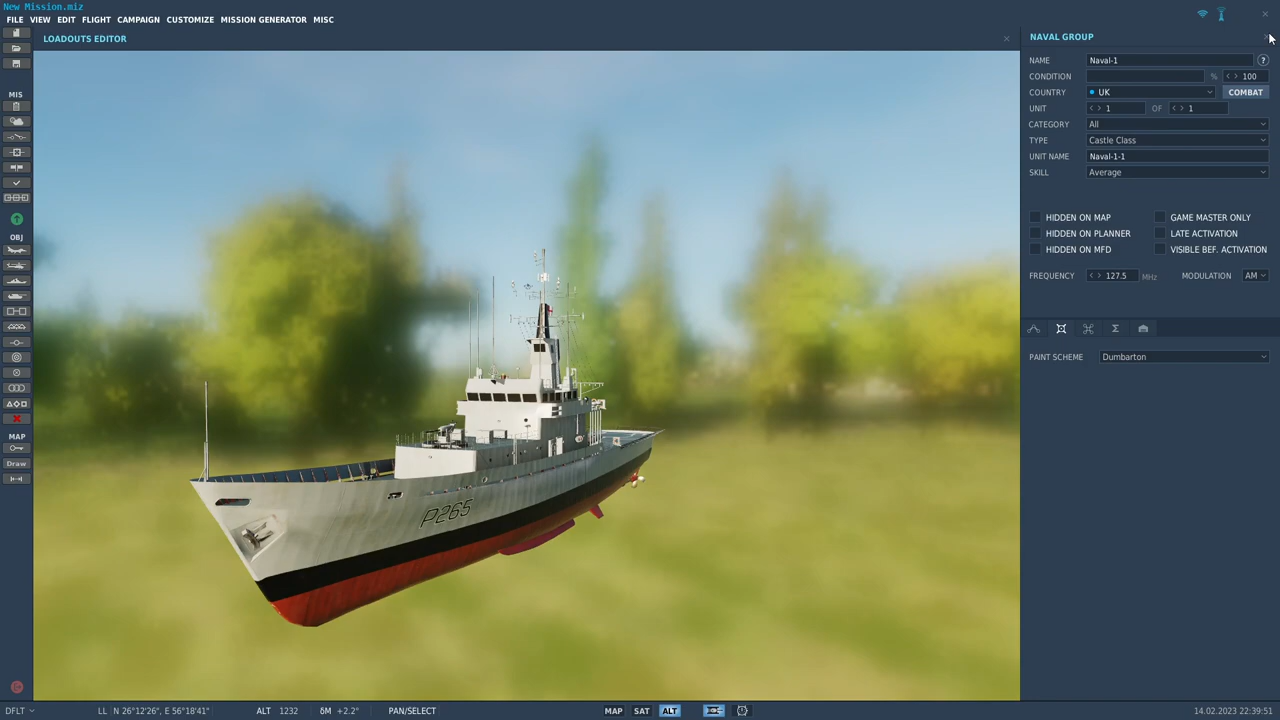 New Mission.miz
FILE VIEW EDIT FLIGHT CAMPAIGN CUSTOMIZE MISSION GENERATOR MISC
LOADOUTS EDITOR
NAVAL GROUP
NAME Naval-1 ?
CONDITION % < > 100
COUNTRY UK COMBAT
UNIT < > 1 OF < > 1
CATEGORY All
TYPE Castle Class
UNIT NAME Naval-1-1
SKILL Average
HIDDEN ON MAP GAME MASTER ONLY
HIDDEN ON PLANNER LATE ACTIVATION
HIDDEN ON MFD VISIBLE BEF. ACTIVATION
FREQUENCY < > 127.5 MHz MODULATION AM
PAINT SCHEME Dumbarton
MIS
OBJ
MAP
Draw
P265
DFLT LL N 26°12'26", E 56°18'41" ALT 1232 δM +2.2° PAN/SELECT MAP SAT ALT 14.02.2023 22:39:51